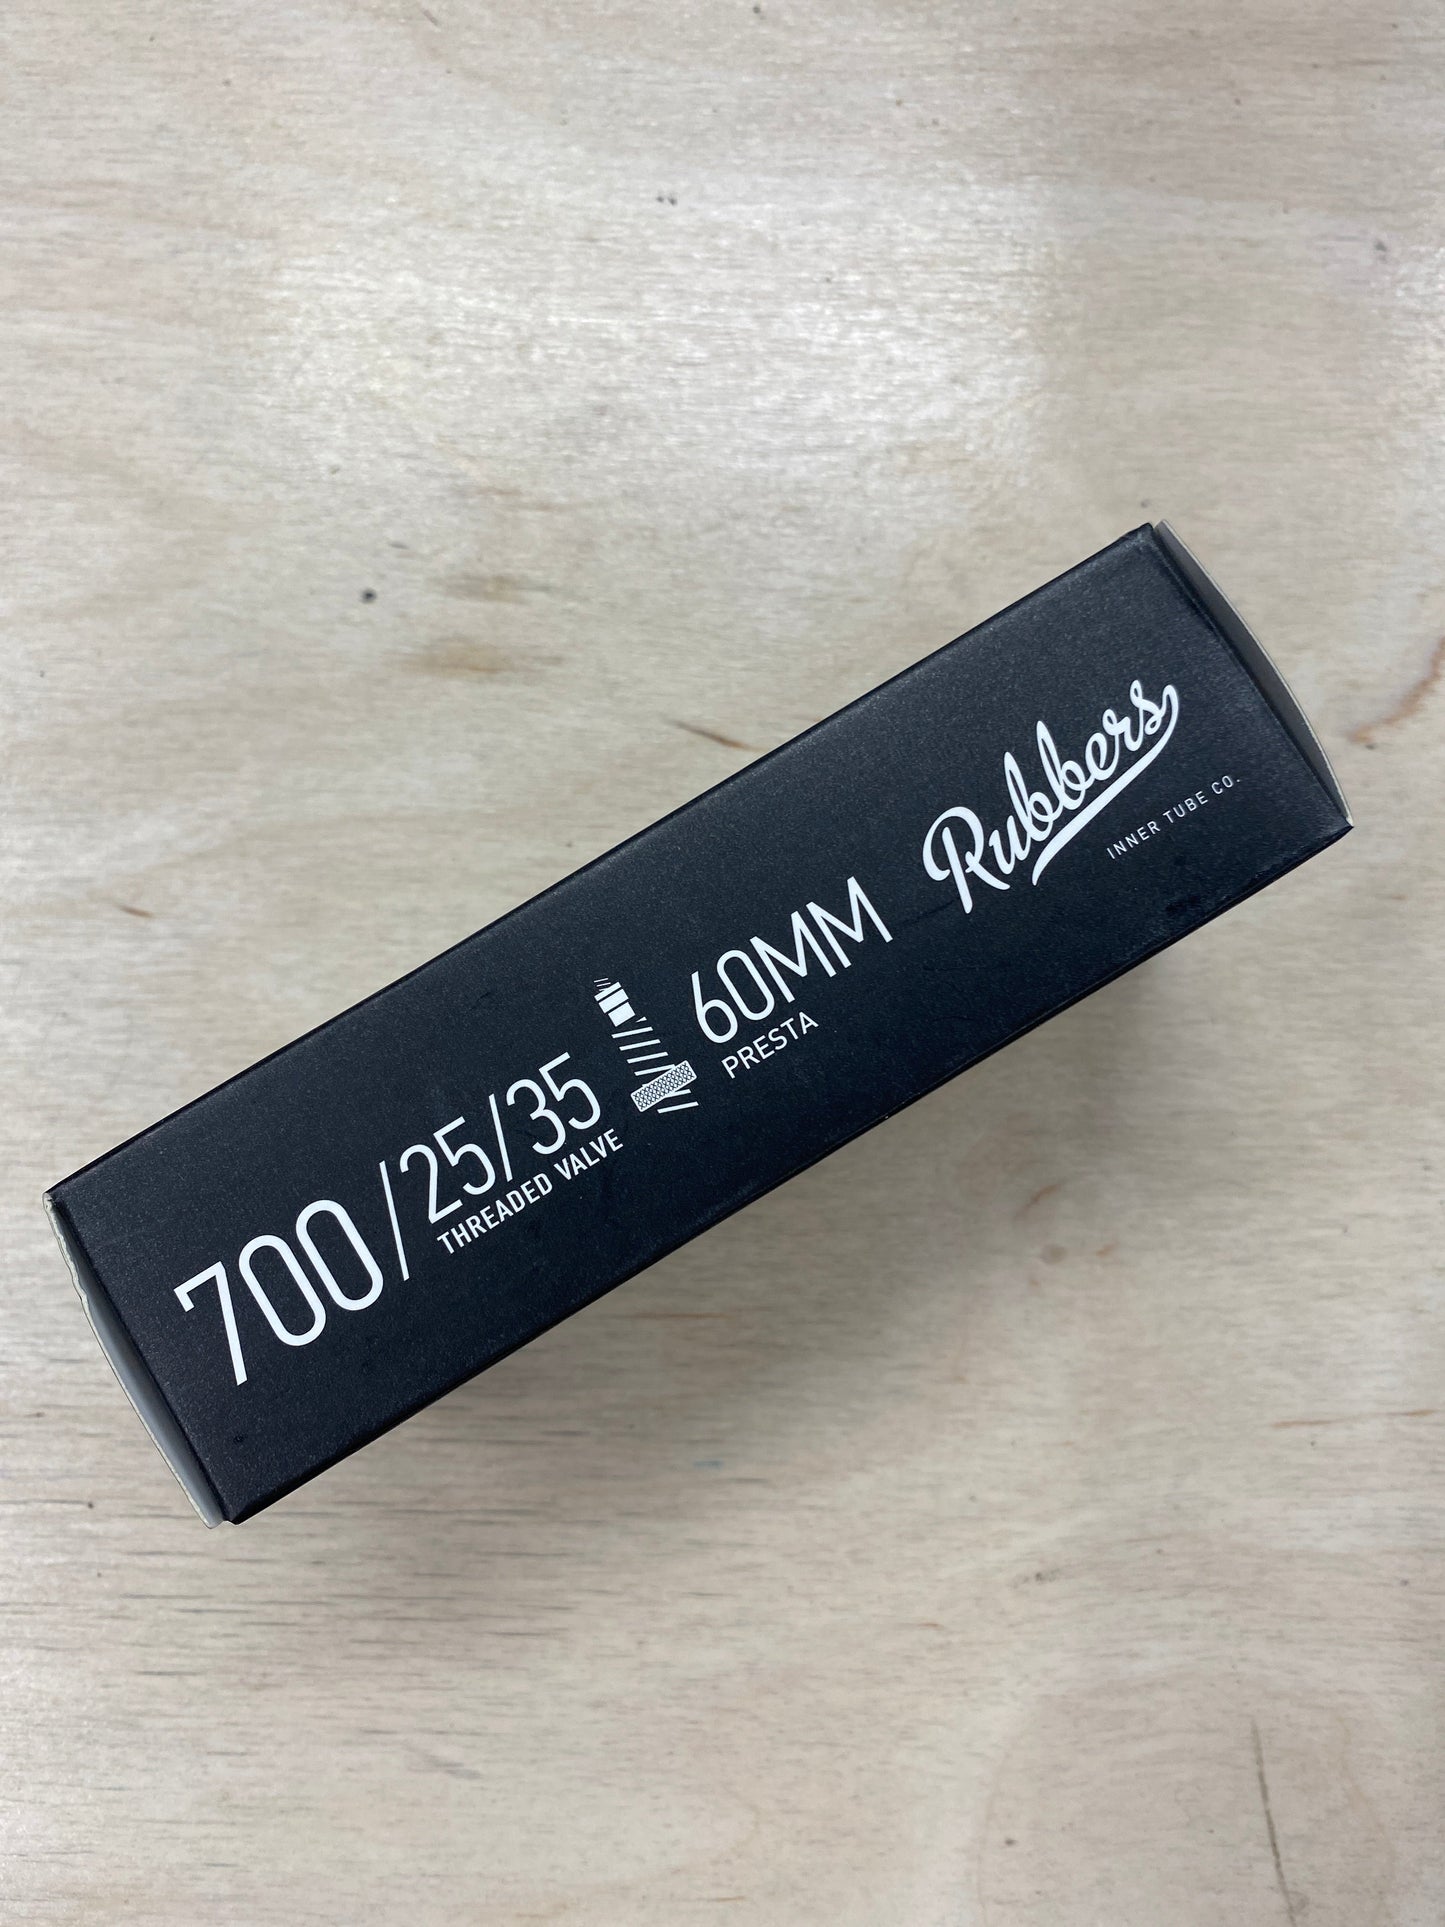 700/25/35
THREADED VALVE
60MM
PRESTA
Rubbers
INNER TUBE CO.